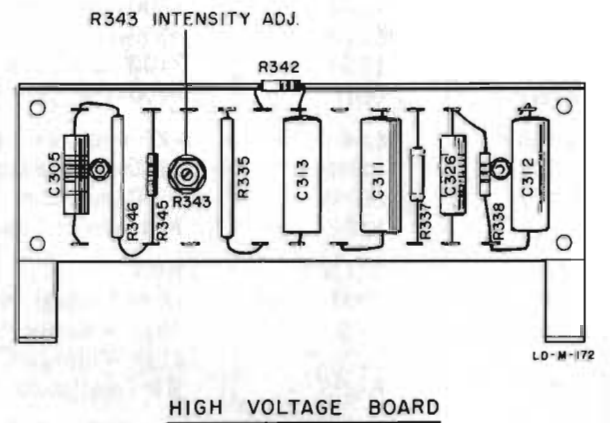 R343 INTENSITY ADJ.
R342
C305
R346
R345
R343
R335
C313
C311
R337
C326
R338
C312
LD-M-172
HIGH VOLTAGE BOARD